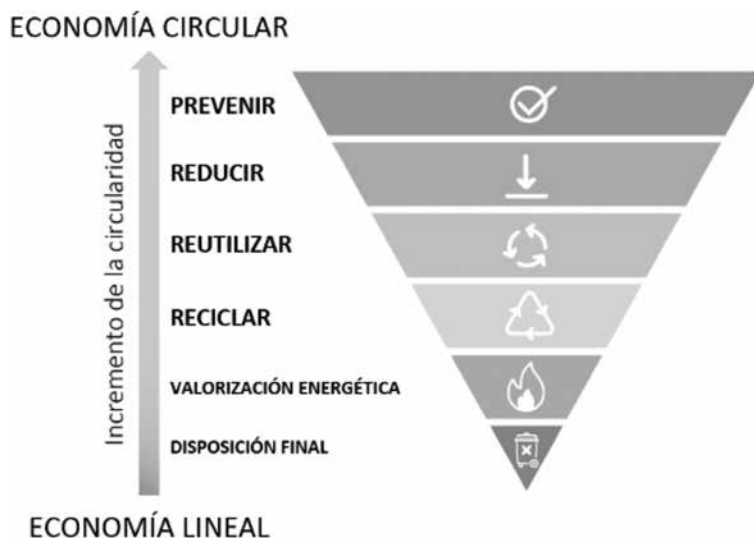 ECONOMÍA CIRCULAR
Incremento de la circularidad
PREVENIR
REDUCIR
REUTILIZAR
RECICLAR
VALORIZACIÓN ENERGÉTICA
DISPOSICIÓN FINAL
ECONOMÍA LINEAL